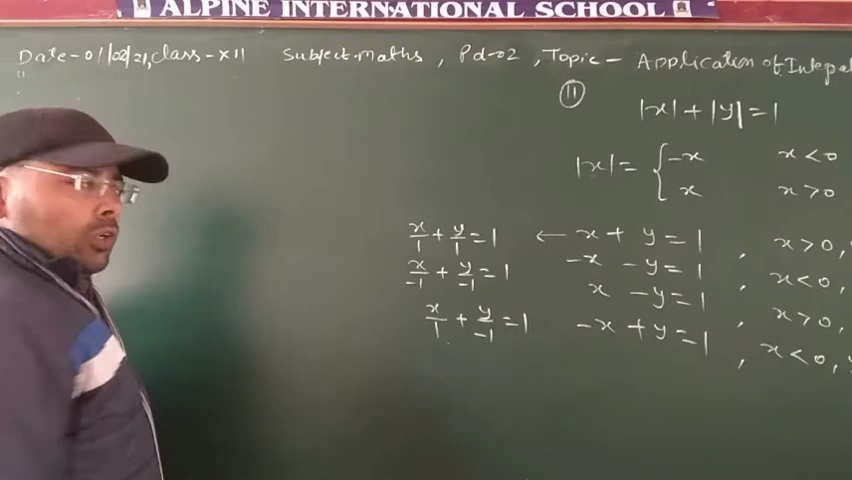 ALPINE INTERNATIONAL SCHOOL
Date-01/02/21, class-XII Subject-maths, Pd-02, Topic- Application of Integral
11
|x|+|y|=1
|x|= { -x x<0
x x>0
x/1 + y/1 = 1 ← x + y = 1, x>0,
x/-1 + y/-1 = 1 -x - y = 1, x<0,
x - y = 1, x>0,
x/1 + y/-1 = 1 -x + y = 1, x<0, y